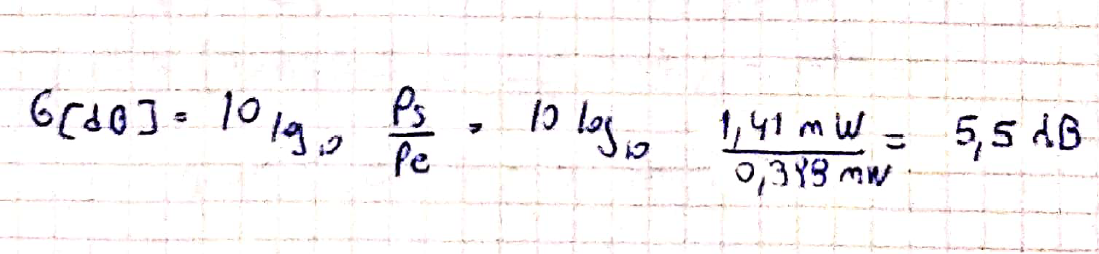 G[dB] = 10 lg₁₀ Ps/Pe = 10 log₁₀ 1,41 mW / 0,398 mW = 5,5 dB